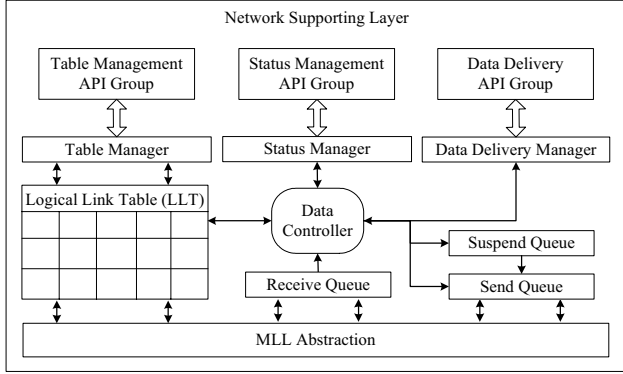 Network Supporting Layer
Table Management
API Group
Status Management
API Group
Data Delivery
API Group
Table Manager
Status Manager
Data Delivery Manager
Logical Link Table (LLT)
Data
Controller
Suspend Queue
Receive Queue
Send Queue
MLL Abstraction